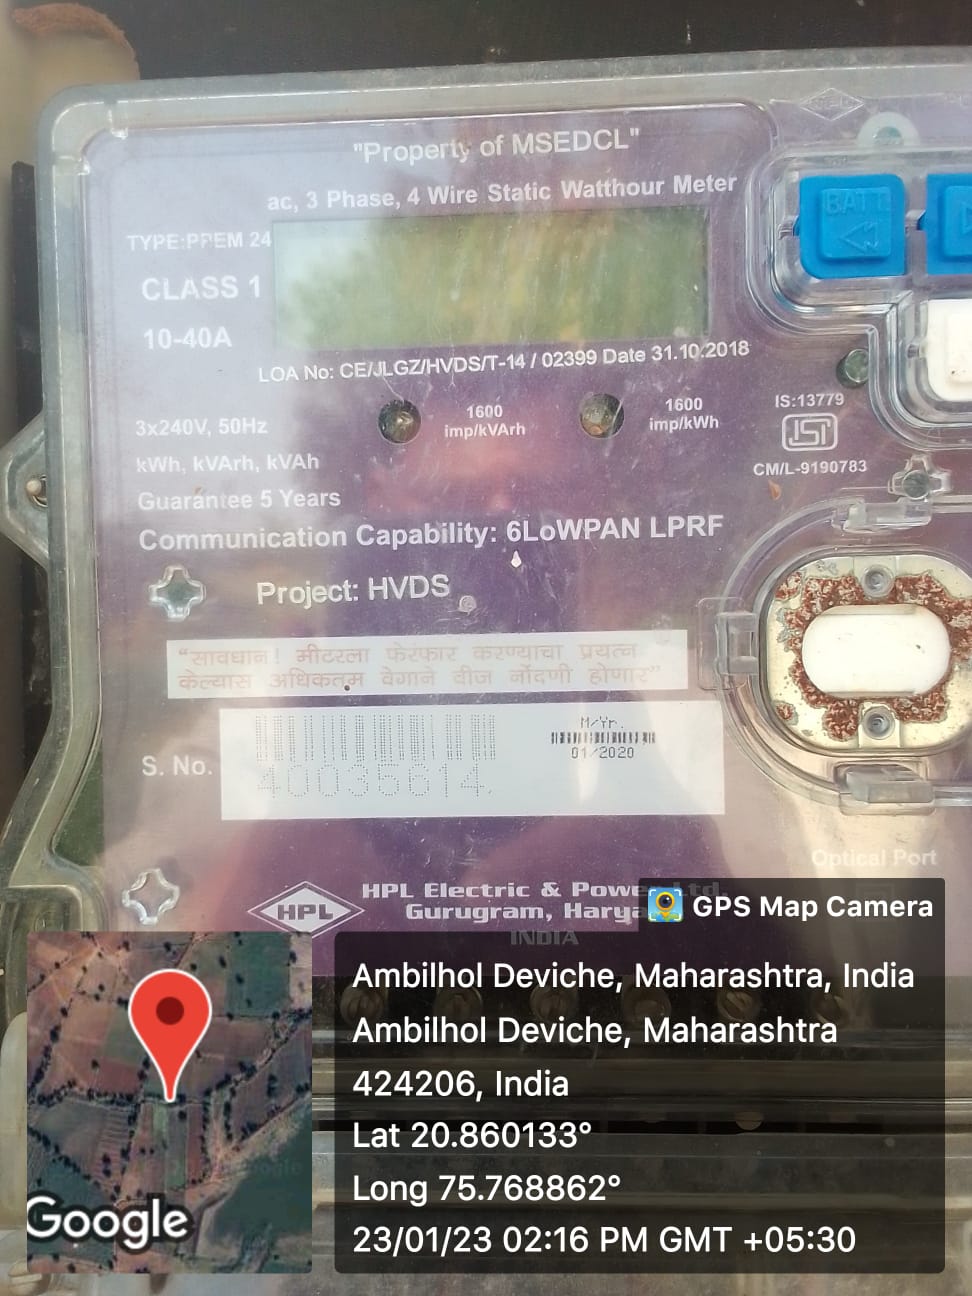 "Property of MSEDCL"
ac, 3 Phase, 4 Wire Static Watthour Meter
TYPE:PPEM 24
CLASS 1
10-40A
LOA No: CE/JLGZ/HVDS/T-14 / 02399 Date 31.10.2018
BATT
1600
imp/kVArh
1600
imp/kWh
IS:13779
ISI
CM/L-9190783
3x240V, 50Hz
kWh, kVArh, kVAh
Guarantee 5 Years
Communication Capability: 6LoWPAN LPRF
Project: HVDS
"सावधान! मीटरला फेरफार करण्याचा प्रयत्न
केल्यास अधिकतम वेगाने वीज नोंदणी होणार"
S. No.
40035614
M/Yr.
01/2020
Optical Port
HPL
HPL Electric & Power Ltd.
Gurugram, Harya
INDIA
GPS Map Camera
Ambilhol Deviche, Maharashtra, India
Ambilhol Deviche, Maharashtra
424206, India
Lat 20.860133°
Long 75.768862°
23/01/23 02:16 PM GMT +05:30
Google